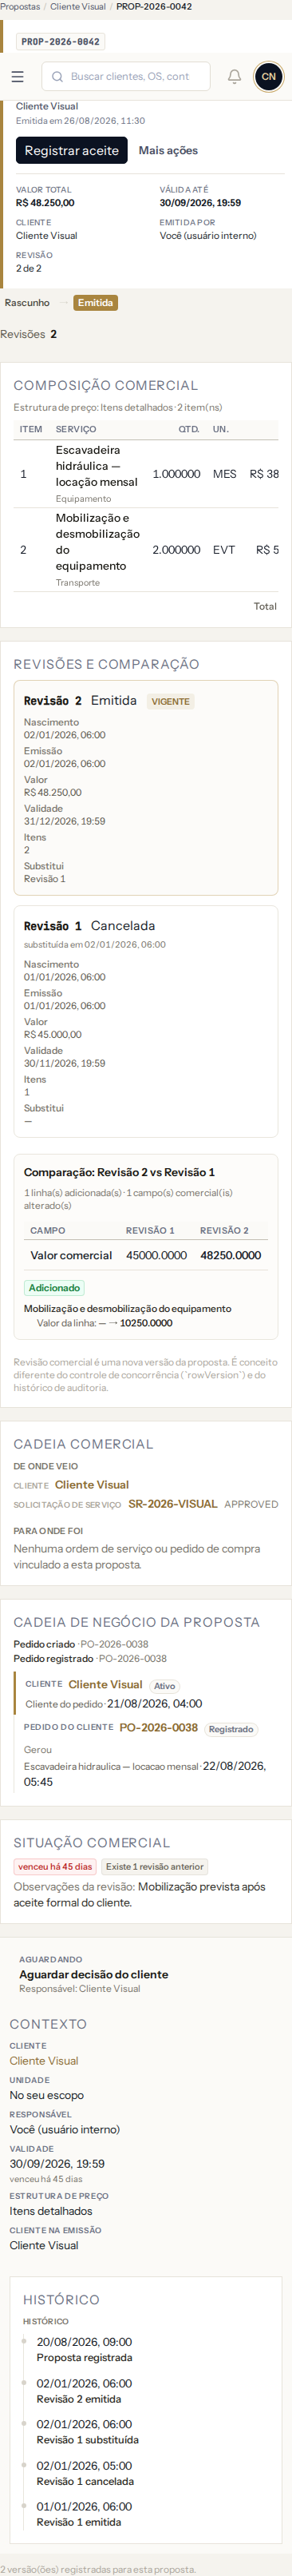 Propostas / Cliente Visual / PROP-2026-0042
PROP-2026-0042
Buscar clientes, OS, cont
CN
Cliente Visual
Emitida em 26/08/2026, 11:30
Registrar aceite Mais ações
VALOR TOTAL VÁLIDA ATÉ
R$ 48.250,00 30/09/2026, 19:59
CLIENTE EMITIDA POR
Cliente Visual Você (usuário interno)
REVISÃO
2 de 2
Rascunho → Emitida
Revisões 2
COMPOSIÇÃO COMERCIAL
Estrutura de preço: Itens detalhados · 2 item(ns)
ITEM SERVIÇO QTD. UN.
1 Escavadeira hidráulica — locação mensal 1.000000 MES R$ 38
Equipamento
2 Mobilização e desmobilização do equipamento 2.000000 EVT R$ 5
Transporte
Total
REVISÕES E COMPARAÇÃO
Revisão 2 Emitida VIGENTE
Nascimento
02/01/2026, 06:00
Emissão
02/01/2026, 06:00
Valor
R$ 48.250,00
Validade
31/12/2026, 19:59
Itens
2
Substitui
Revisão 1
Revisão 1 Cancelada
substituída em 02/01/2026, 06:00
Nascimento
01/01/2026, 06:00
Emissão
01/01/2026, 06:00
Valor
R$ 45.000,00
Validade
30/11/2026, 19:59
Itens
1
Substitui
—
Comparação: Revisão 2 vs Revisão 1
1 linha(s) adicionada(s) · 1 campo(s) comercial(is)
alterado(s)
CAMPO REVISÃO 1 REVISÃO 2
Valor comercial 45000.0000 48250.0000
Adicionado
Mobilização e desmobilização do equipamento
Valor da linha: — → 10250.0000
Revisão comercial é uma nova versão da proposta. É conceito
diferente do controle de concorrência (`rowVersion`) e do
histórico de auditoria.
CADEIA COMERCIAL
DE ONDE VEIO
CLIENTE Cliente Visual
SOLICITAÇÃO DE SERVIÇO SR-2026-VISUAL APPROVED
PARA ONDE FOI
Nenhuma ordem de serviço ou pedido de compra
vinculado a esta proposta.
CADEIA DE NEGÓCIO DA PROPOSTA
Pedido criado · PO-2026-0038
Pedido registrado · PO-2026-0038
CLIENTE Cliente Visual Ativo
Cliente do pedido · 21/08/2026, 04:00
PEDIDO DO CLIENTE PO-2026-0038 Registrado
Gerou
Escavadeira hidraulica — locacao mensal · 22/08/2026,
05:45
SITUAÇÃO COMERCIAL
venceu há 45 dias Existe 1 revisão anterior
Observações da revisão: Mobilização prevista após
aceite formal do cliente.
AGUARDANDO
Aguardar decisão do cliente
Responsável: Cliente Visual
CONTEXTO
CLIENTE
Cliente Visual
UNIDADE
No seu escopo
RESPONSÁVEL
Você (usuário interno)
VALIDADE
30/09/2026, 19:59
venceu há 45 dias
ESTRUTURA DE PREÇO
Itens detalhados
CLIENTE NA EMISSÃO
Cliente Visual
HISTÓRICO
HISTÓRICO
20/08/2026, 09:00
Proposta registrada
02/01/2026, 06:00
Revisão 2 emitida
02/01/2026, 06:00
Revisão 1 substituída
02/01/2026, 05:00
Revisão 1 cancelada
01/01/2026, 06:00
Revisão 1 emitida
2 versão(ões) registradas para esta proposta.